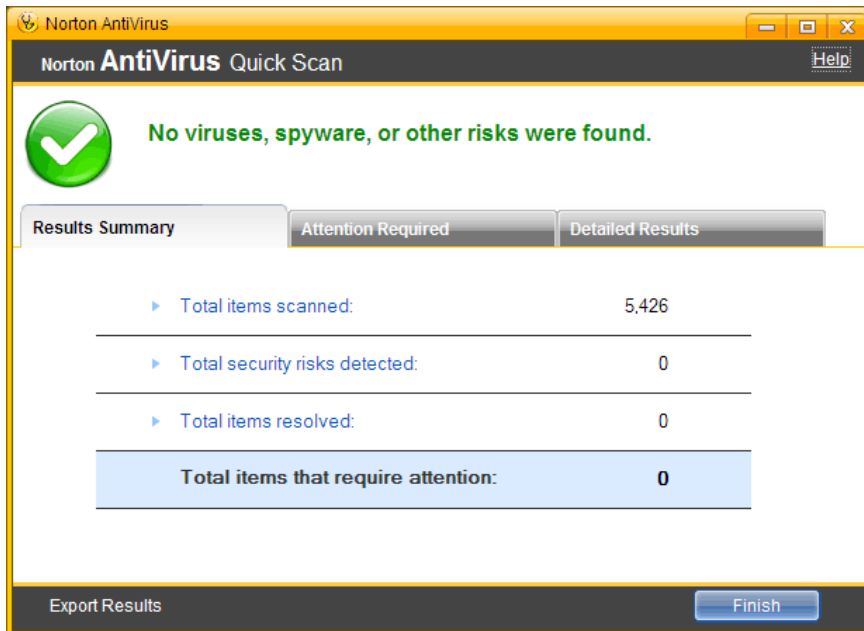 Norton AntiVirus
Norton AntiVirus Quick Scan
Help
No viruses, spyware, or other risks were found.
Results Summary
Attention Required
Detailed Results
Total items scanned: 5,426
Total security risks detected: 0
Total items resolved: 0
Total items that require attention: 0
Export Results
Finish